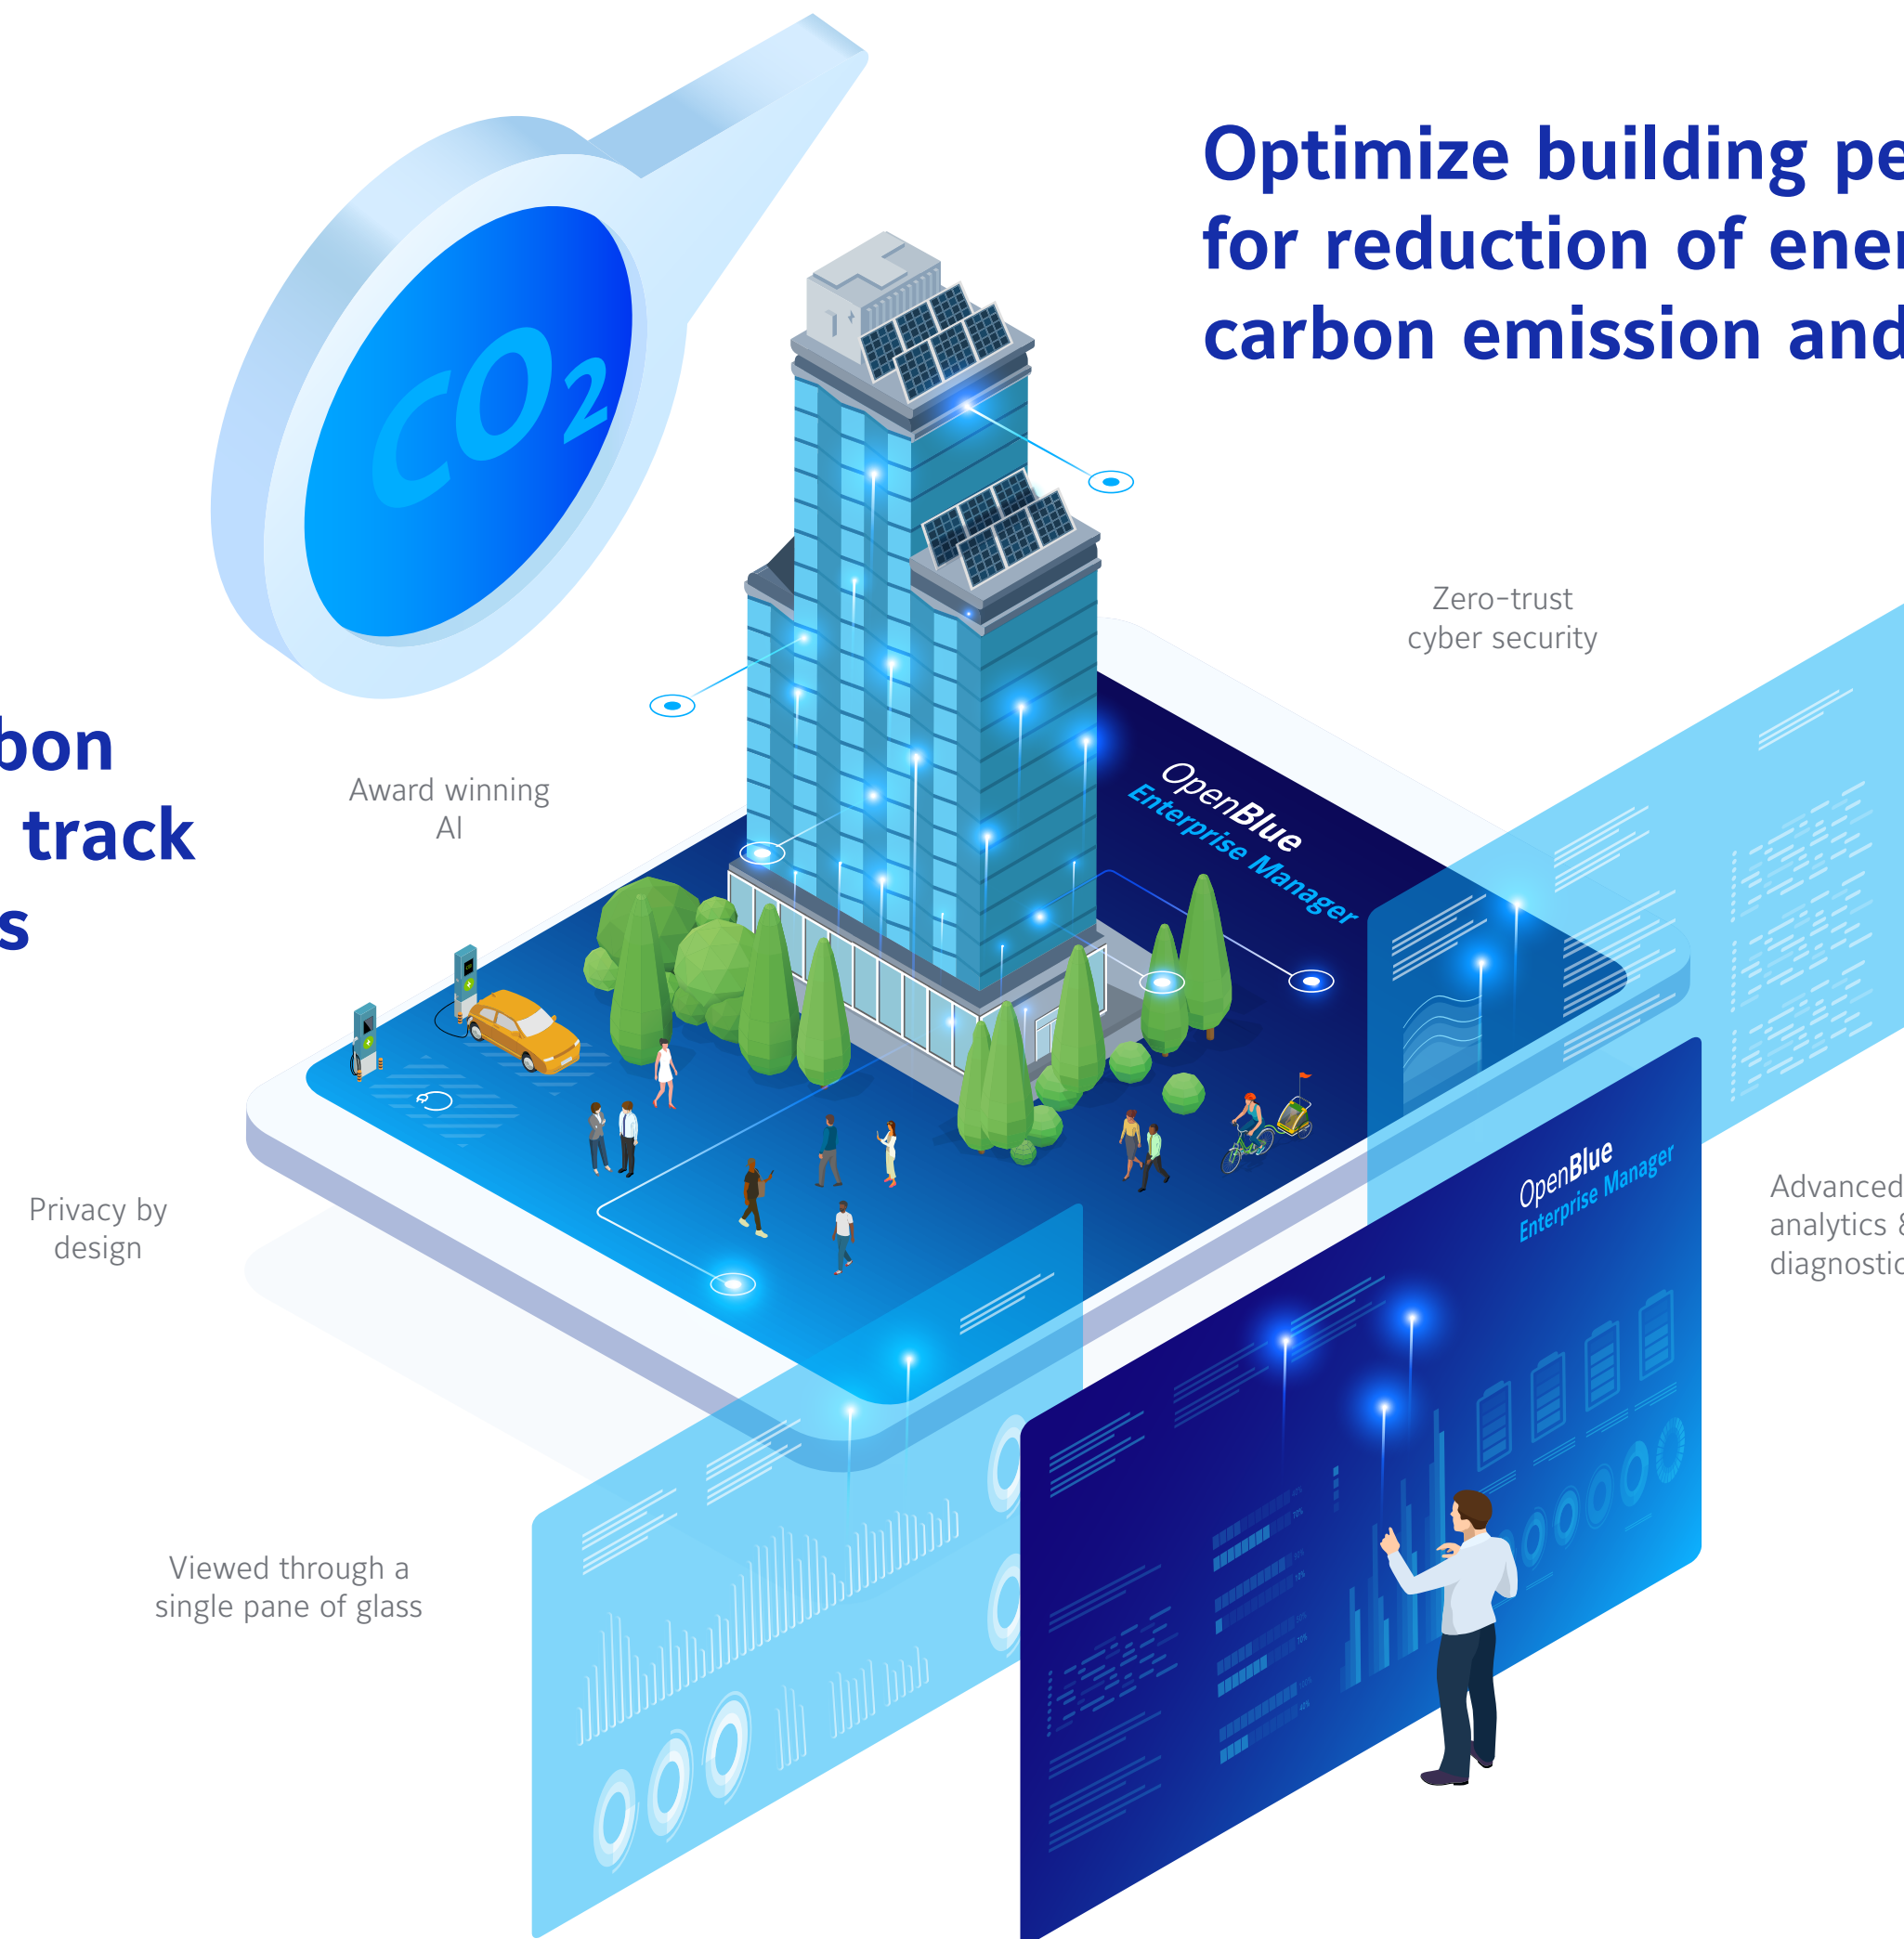 Optimize building pe
for reduction of ener
carbon emission and
CO₂
Zero-trust
cyber security
bon
track
s
Award winning
AI
OpenBlue
Enterprise Manager
Privacy by
design
OpenBlue
Enterprise Manager
Advanced
analytics &
diagnostic
Viewed through a
single pane of glass